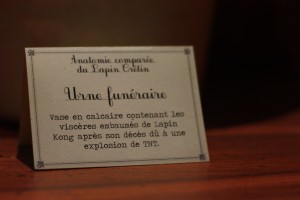 Anatomie comparée
du Lapin Crétin
Urne funéraire
Vase en calcaire contenant les
viscères embaumés de Lapin
Kong après son décès dû à une
explosion de TNT.